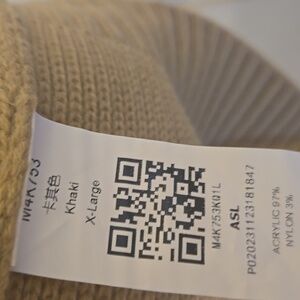 M4K753
卡其色
Khaki
X-Large
M4K753K01L
ASL
P020231123181847
ACRYLIC 97%
NYLON 3%